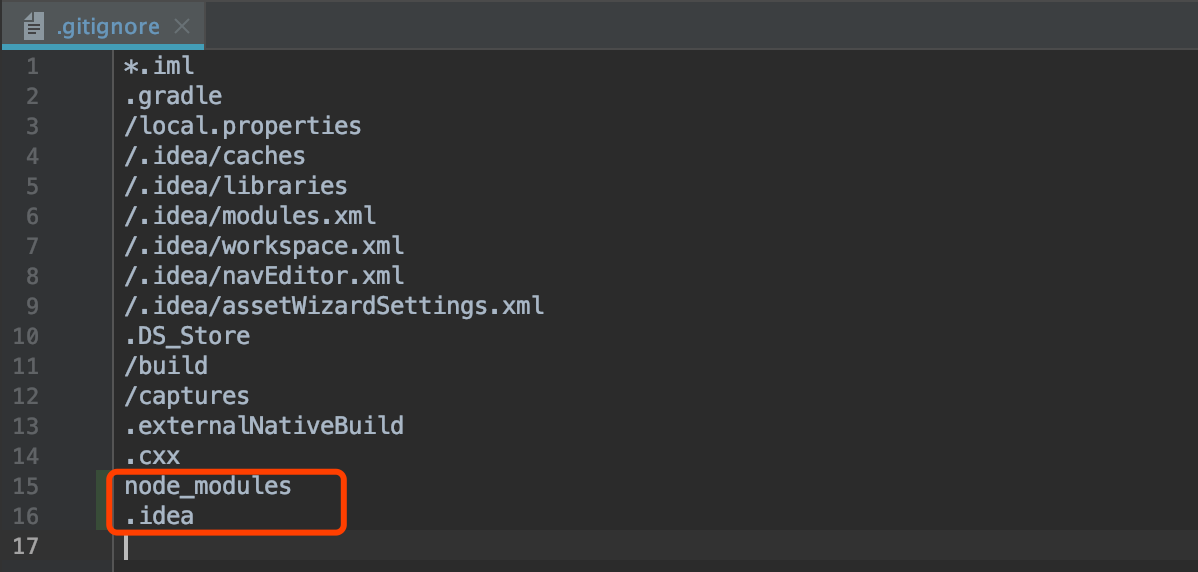 .gitignore
1 *.iml
2 .gradle
3 /local.properties
4 /.idea/caches
5 /.idea/libraries
6 /.idea/modules.xml
7 /.idea/workspace.xml
8 /.idea/navEditor.xml
9 /.idea/assetWizardSettings.xml
10 .DS_Store
11 /build
12 /captures
13 .externalNativeBuild
14 .cxx
15 node_modules
16 .idea
17